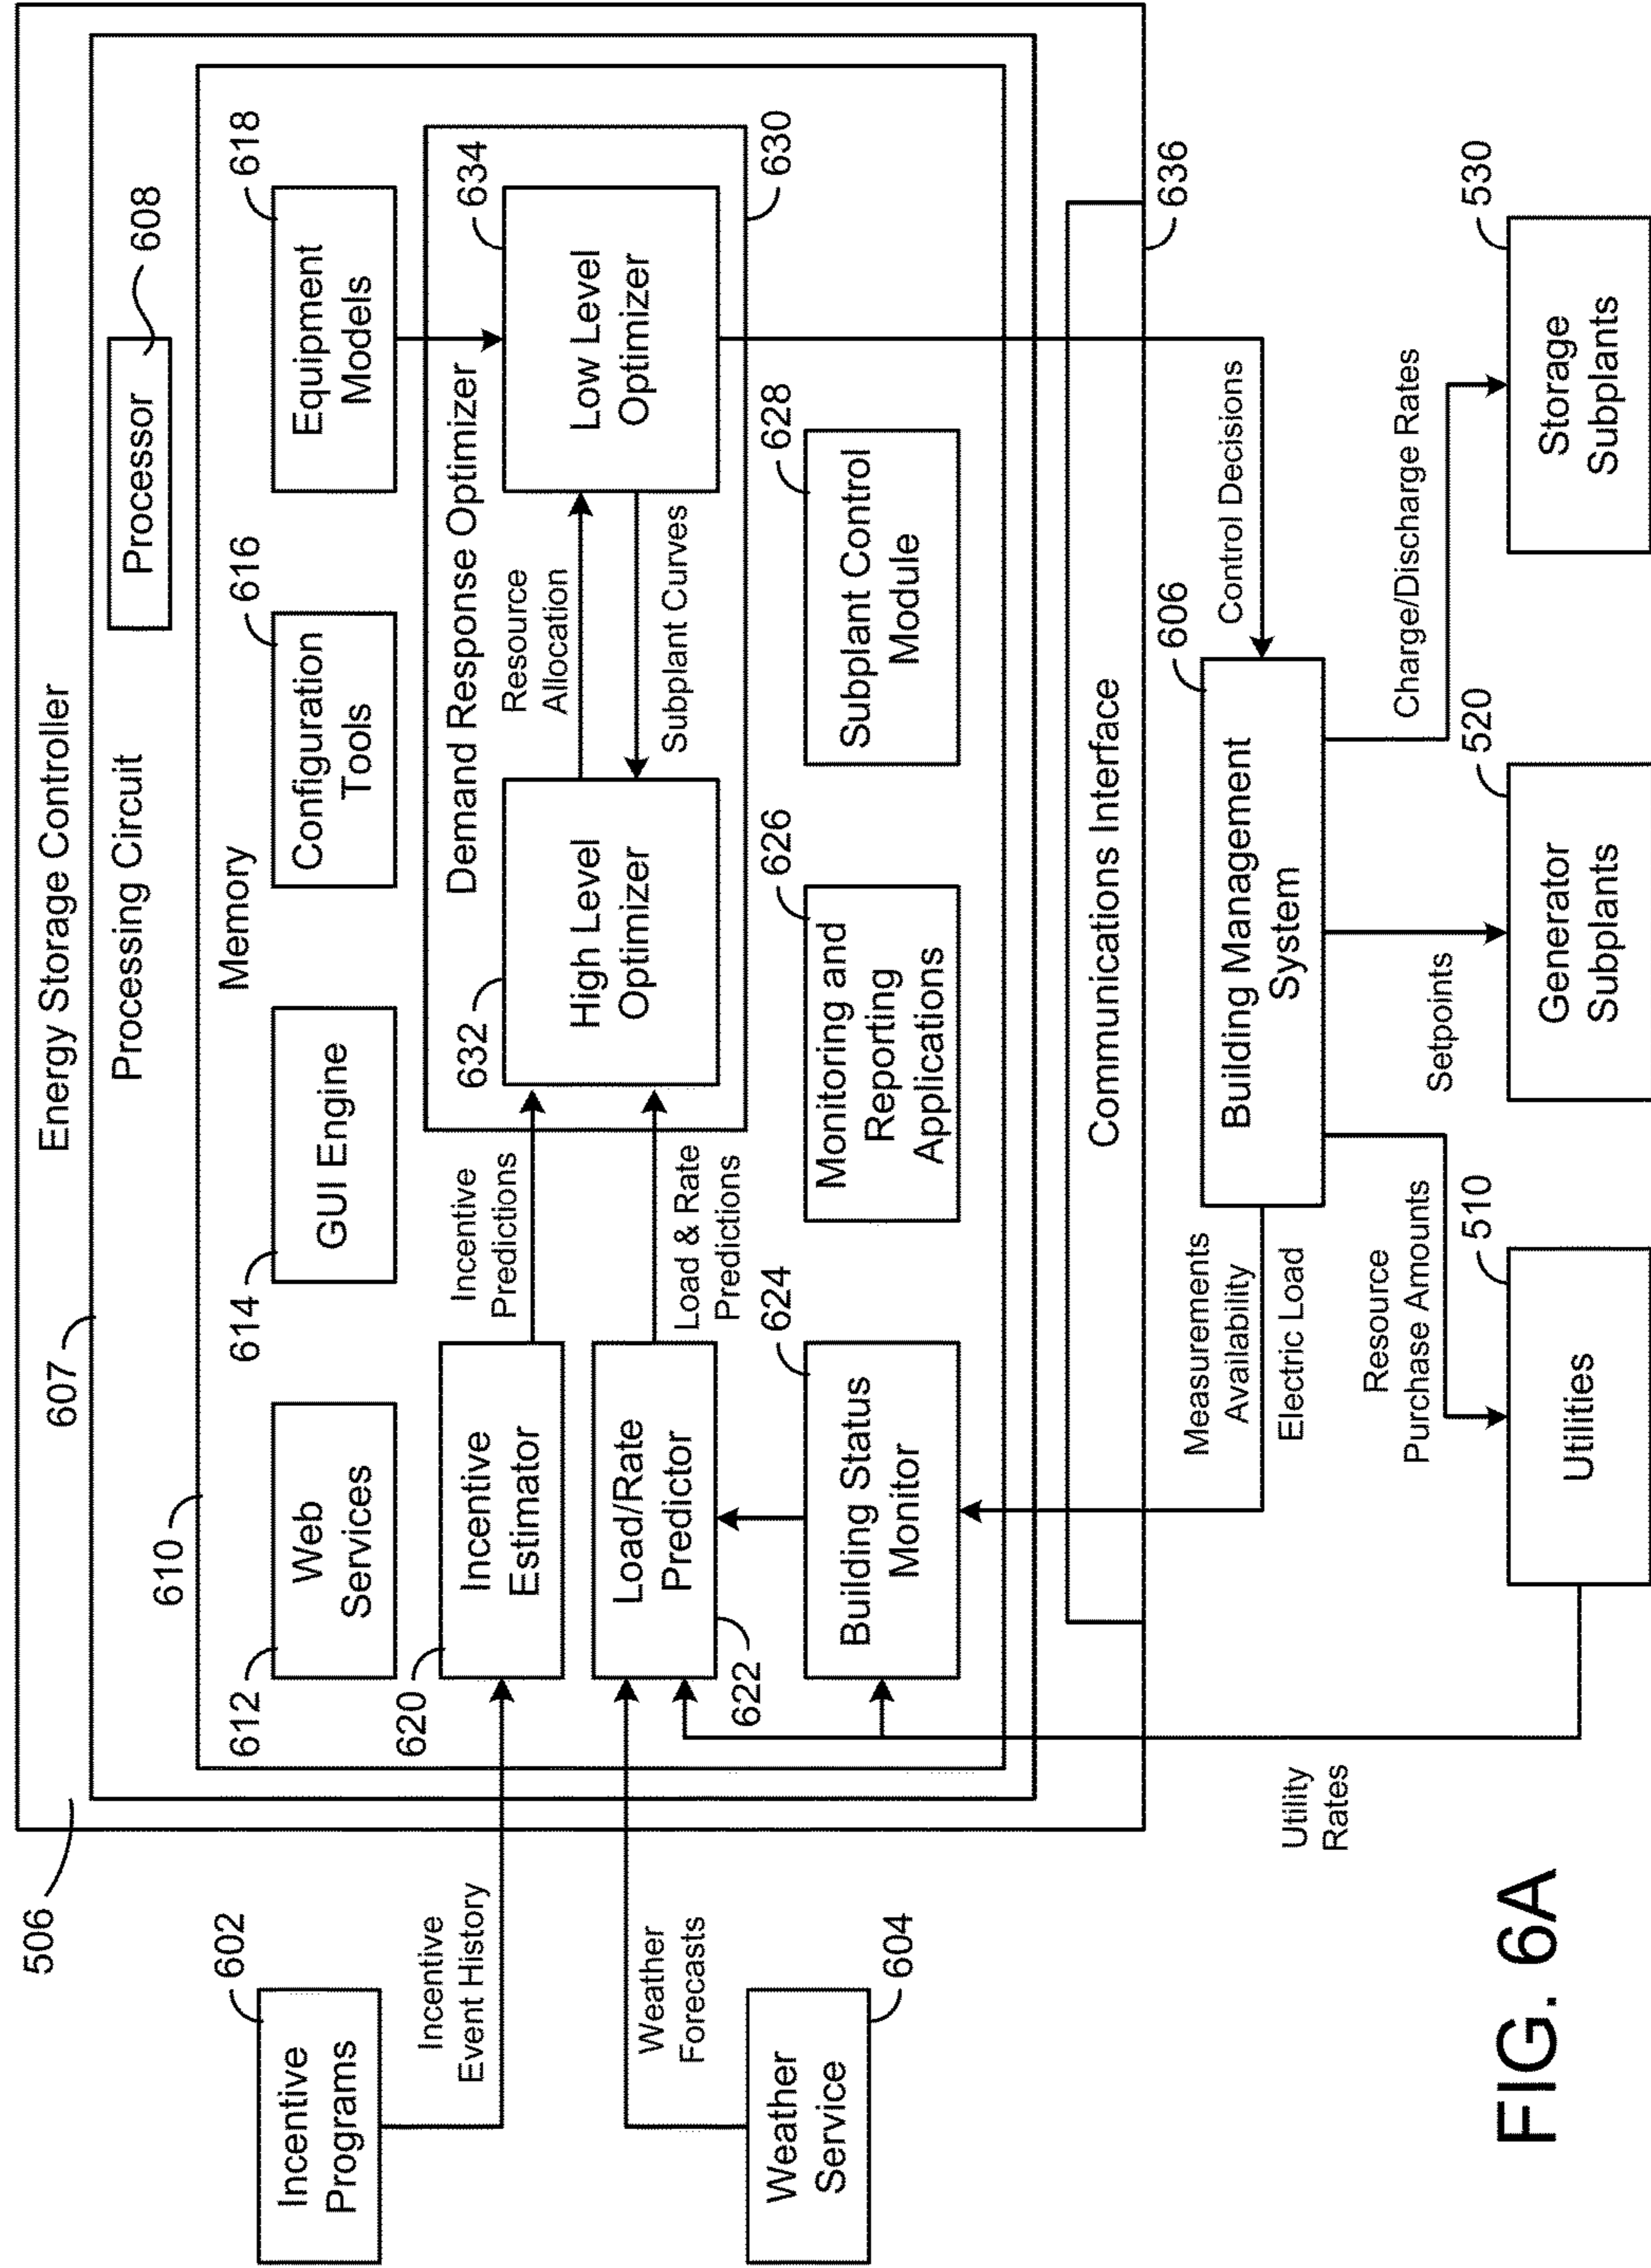 506
Energy Storage Controller
607
Processing Circuit
Processor
608
610
Memory
612
Web
Services
614
GUI Engine
616
Configuration
Tools
618
Equipment
Models
602
Incentive
Programs
Incentive
Event History
620
Incentive
Estimator
Incentive
Predictions
Demand Response Optimizer
630
632
High Level
Optimizer
Resource
Allocation
Subplant Curves
634
Low Level
Optimizer
Weather
Forecasts
604
Weather
Service
622
Load/Rate
Predictor
Load & Rate
Predictions
624
Building Status
Monitor
626
Monitoring and
Reporting
Applications
628
Subplant Control
Module
Communications Interface
636
Measurements
Availability
Electric Load
606
Building Management
System
Control Decisions
Utility
Rates
Resource
Purchase Amounts
Setpoints
Charge/Discharge Rates
510
Utilities
520
Generator
Subplants
530
Storage
Subplants
FIG. 6A